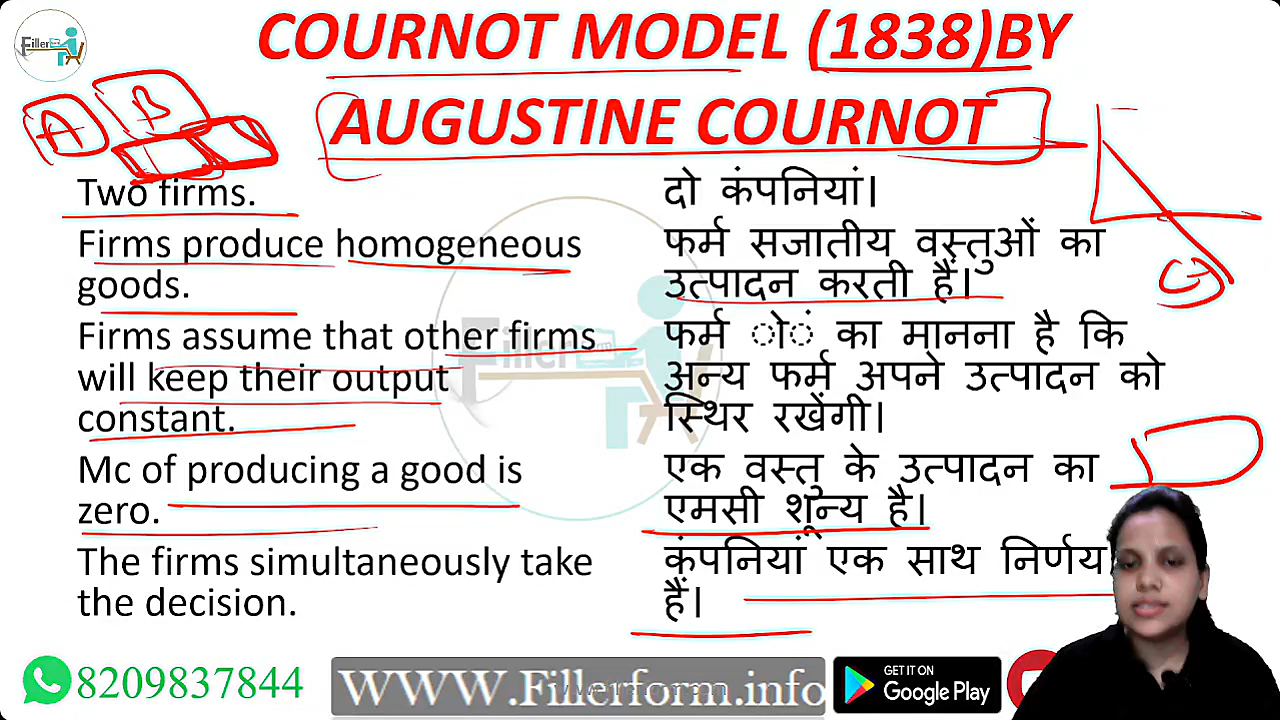 Filler
COURNOT MODEL (1838)BY
AUGUSTINE COURNOT
A
B
Two firms.
Firms produce homogeneous
goods.
Firms assume that other firms
will keep their output
constant.
Mc of producing a good is
zero.
The firms simultaneously take
the decision.
दो कंपनियां।
फर्म सजातीय वस्तुओं का
उत्पादन करती हैं।
फर्म ों का मानना है कि
अन्य फर्म अपने उत्पादन को
स्थिर रखेंगी।
एक वस्तु के उत्पादन का
एमसी शून्य है।
कंपनियां एक साथ निर्णय
हैं।
8209837844
WWW.Fillerform.info
GET IT ON
Google Play